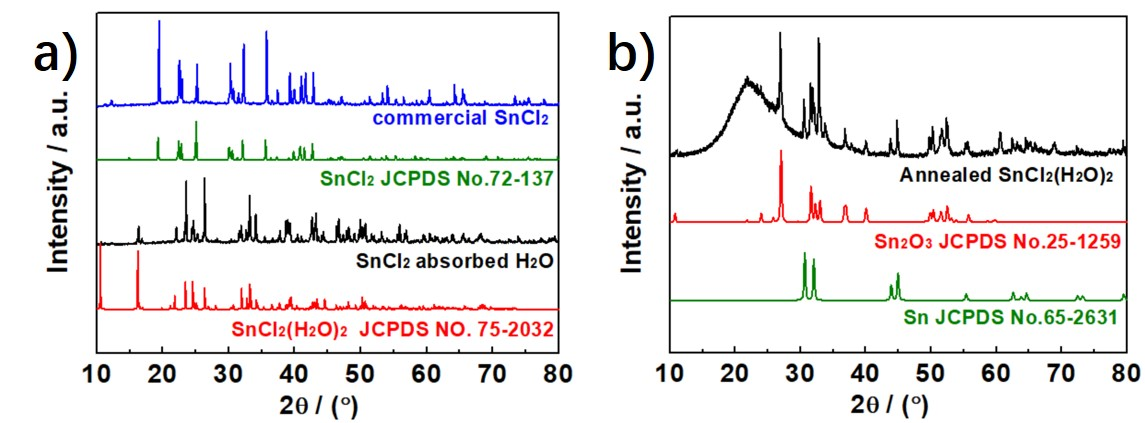 a)
Intensity / a.u.
commercial SnCl₂
SnCl₂ JCPDS No.72-137
SnCl₂ absorbed H₂O
SnCl₂(H₂O)₂ JCPDS NO. 75-2032
10 20 30 40 50 60 70 80
2θ / (°)
b)
Intensity / a.u.
Annealed SnCl₂(H₂O)₂
Sn₂O₃ JCPDS No.25-1259
Sn JCPDS No.65-2631
10 20 30 40 50 60 70 80
2θ / (°)